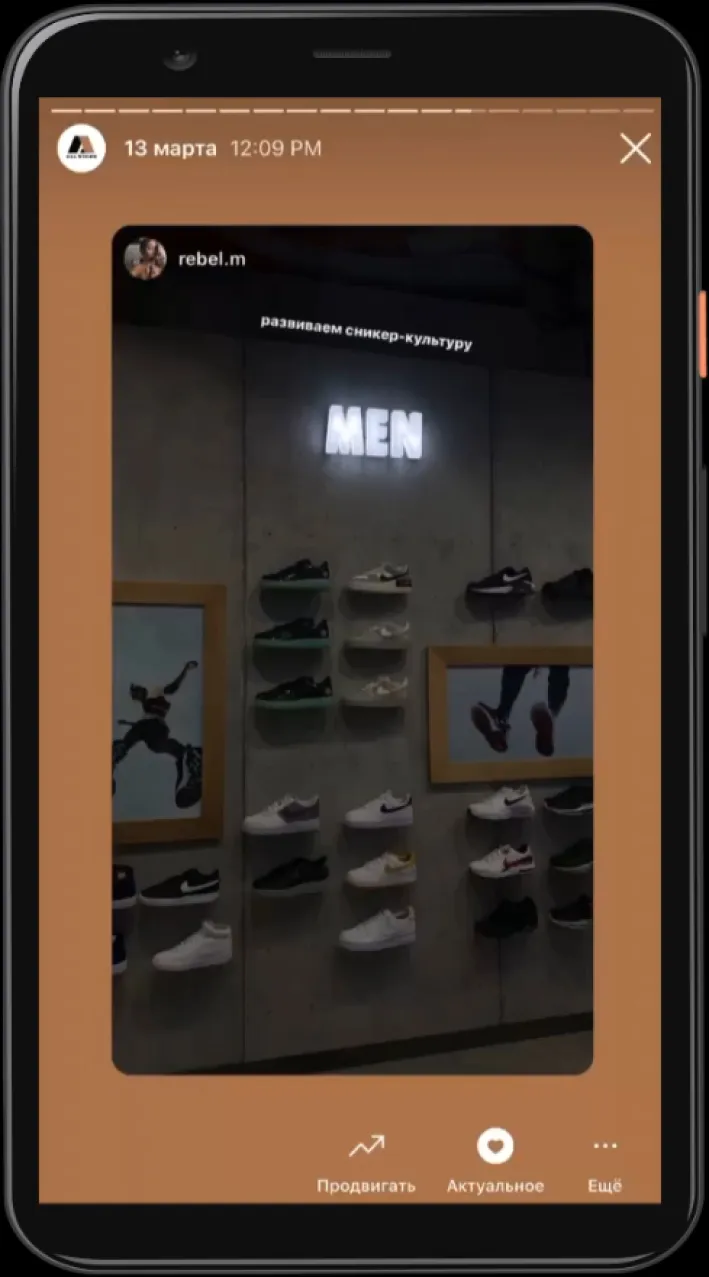 13 марта 12:09 PM
rebel.m
развиваем сникер-культуру
MEN
Продвигать Актуальное Ещё